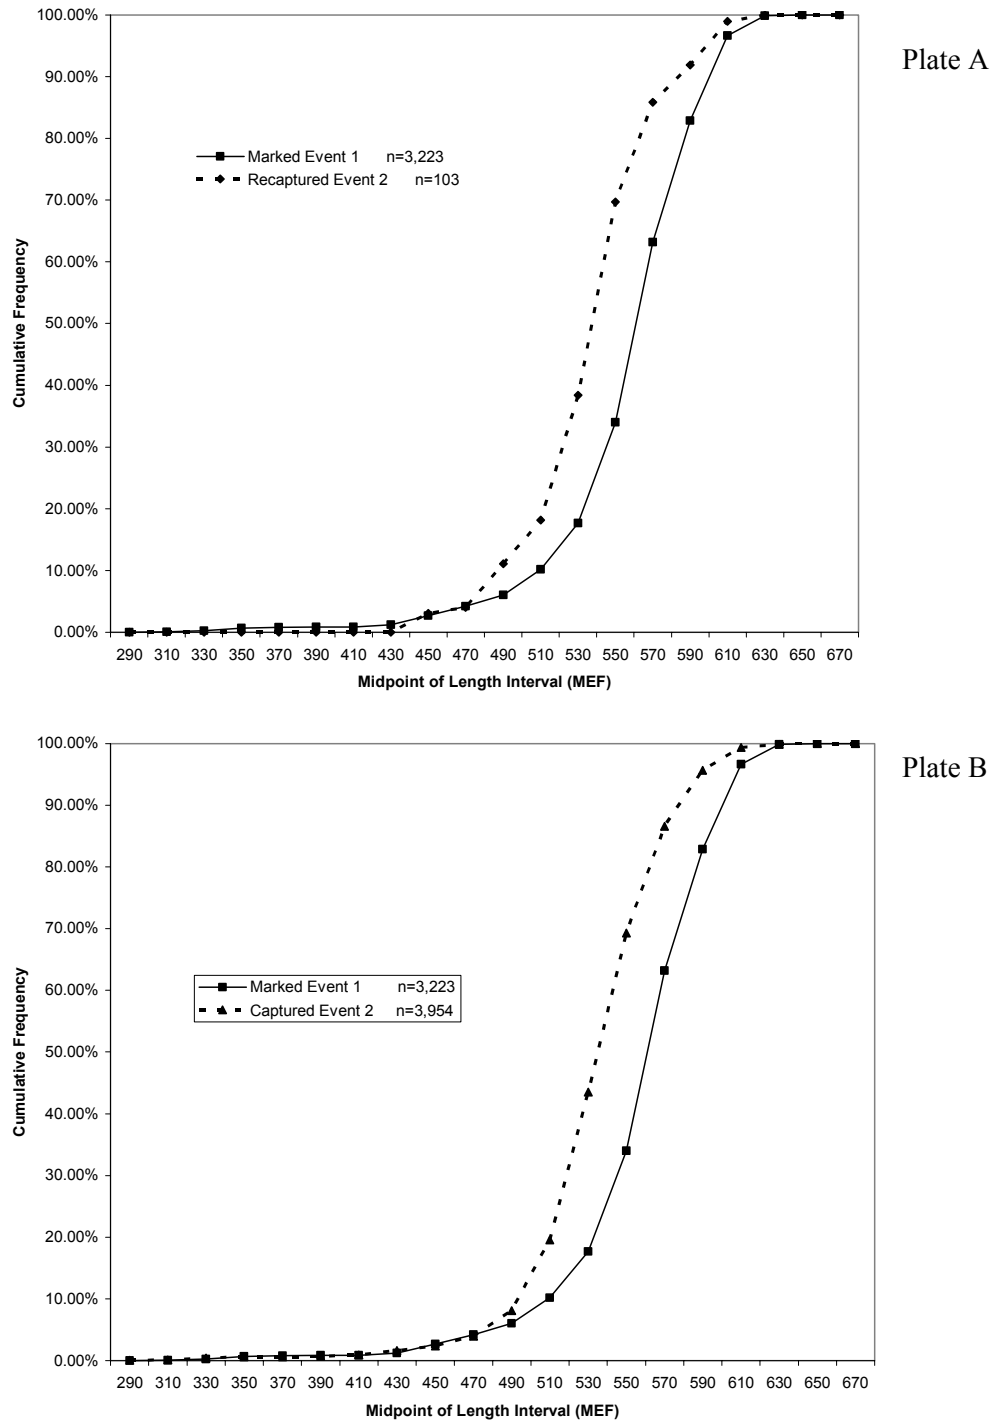 Plate A
100.00%
90.00%
80.00%
70.00%
60.00%
50.00%
40.00%
30.00%
20.00%
10.00%
0.00%
Cumulative Frequency
Marked Event 1 n=3,223
Recaptured Event 2 n=103
290 310 330 350 370 390 410 430 450 470 490 510 530 550 570 590 610 630 650 670
Midpoint of Length Interval (MEF)
Plate B
100.00%
90.00%
80.00%
70.00%
60.00%
50.00%
40.00%
30.00%
20.00%
10.00%
0.00%
Cumulative Frequency
Marked Event 1 n=3,223
Captured Event 2 n=3,954
290 310 330 350 370 390 410 430 450 470 490 510 530 550 570 590 610 630 650 670
Midpoint of Length Interval (MEF)